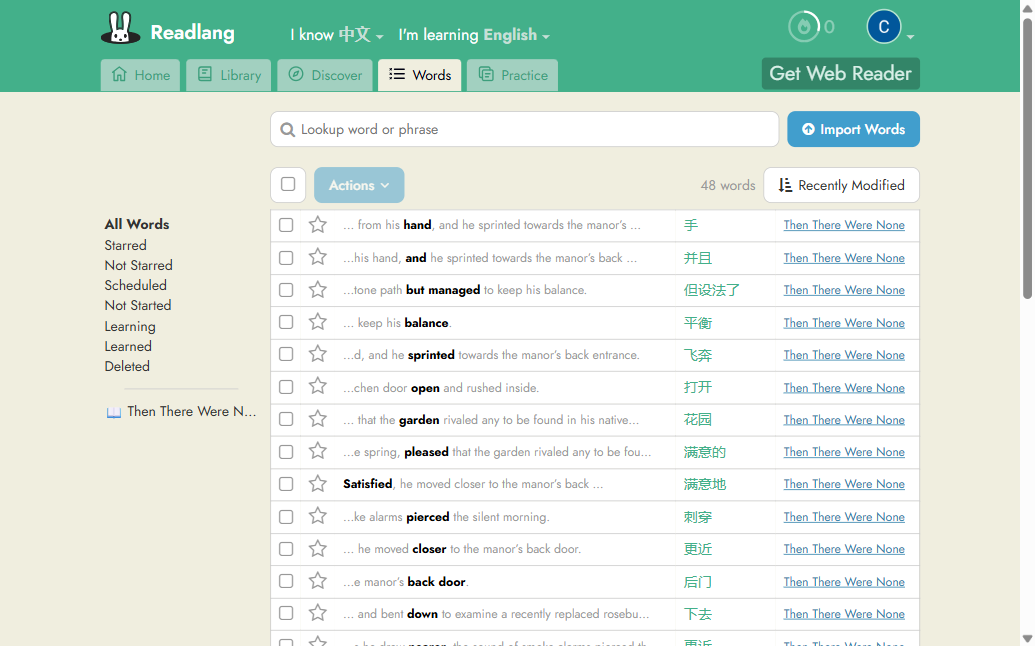 Readlang
I know 中文
I'm learning English
0
C
Home
Library
Discover
Words
Practice
Get Web Reader
Lookup word or phrase
Import Words
Actions
48 words
Recently Modified
All Words
Starred
Not Starred
Scheduled
Not Started
Learning
Learned
Deleted
Then There Were N...
... from his hand, and he sprinted towards the manor's ... 手 Then There Were None
...his hand, and he sprinted towards the manor's back ... 并且 Then There Were None
...tone path but managed to keep his balance. 但设法了 Then There Were None
... keep his balance. 平衡 Then There Were None
...d, and he sprinted towards the manor's back entrance. 飞奔 Then There Were None
...chen door open and rushed inside. 打开 Then There Were None
... that the garden rivaled any to be found in his native... 花园 Then There Were None
...e spring, pleased that the garden rivaled any to be fou... 满意的 Then There Were None
Satisfied, he moved closer to the manor's back ... 满意地 Then There Were None
...ke alarms pierced the silent morning. 刺穿 Then There Were None
... he moved closer to the manor's back door. 更近 Then There Were None
...e manor's back door. 后门 Then There Were None
... and bent down to examine a recently replaced rosebu... 下去 Then There Were None